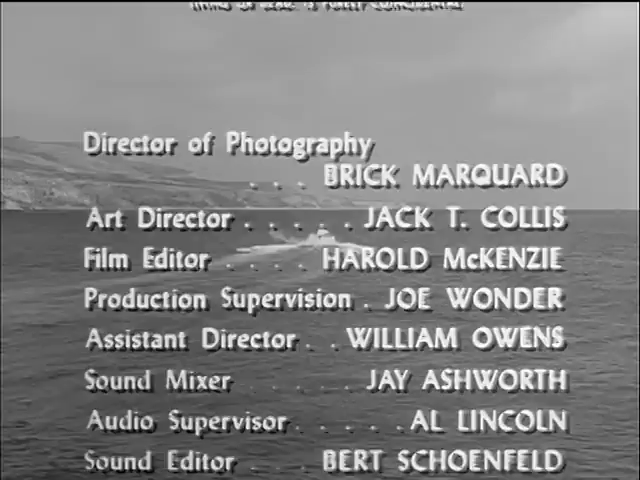 Director of Photography
. . . BRICK MARQUARD
Art Director . . . . . JACK T. COLLIS
Film Editor . . . . HAROLD McKENZIE
Production Supervision . JOE WONDER
Assistant Director . . WILLIAM OWENS
Sound Mixer . . . . . JAY ASHWORTH
Audio Supervisor . . . . . AL LINCOLN
Sound Editor . . . BERT SCHOENFELD